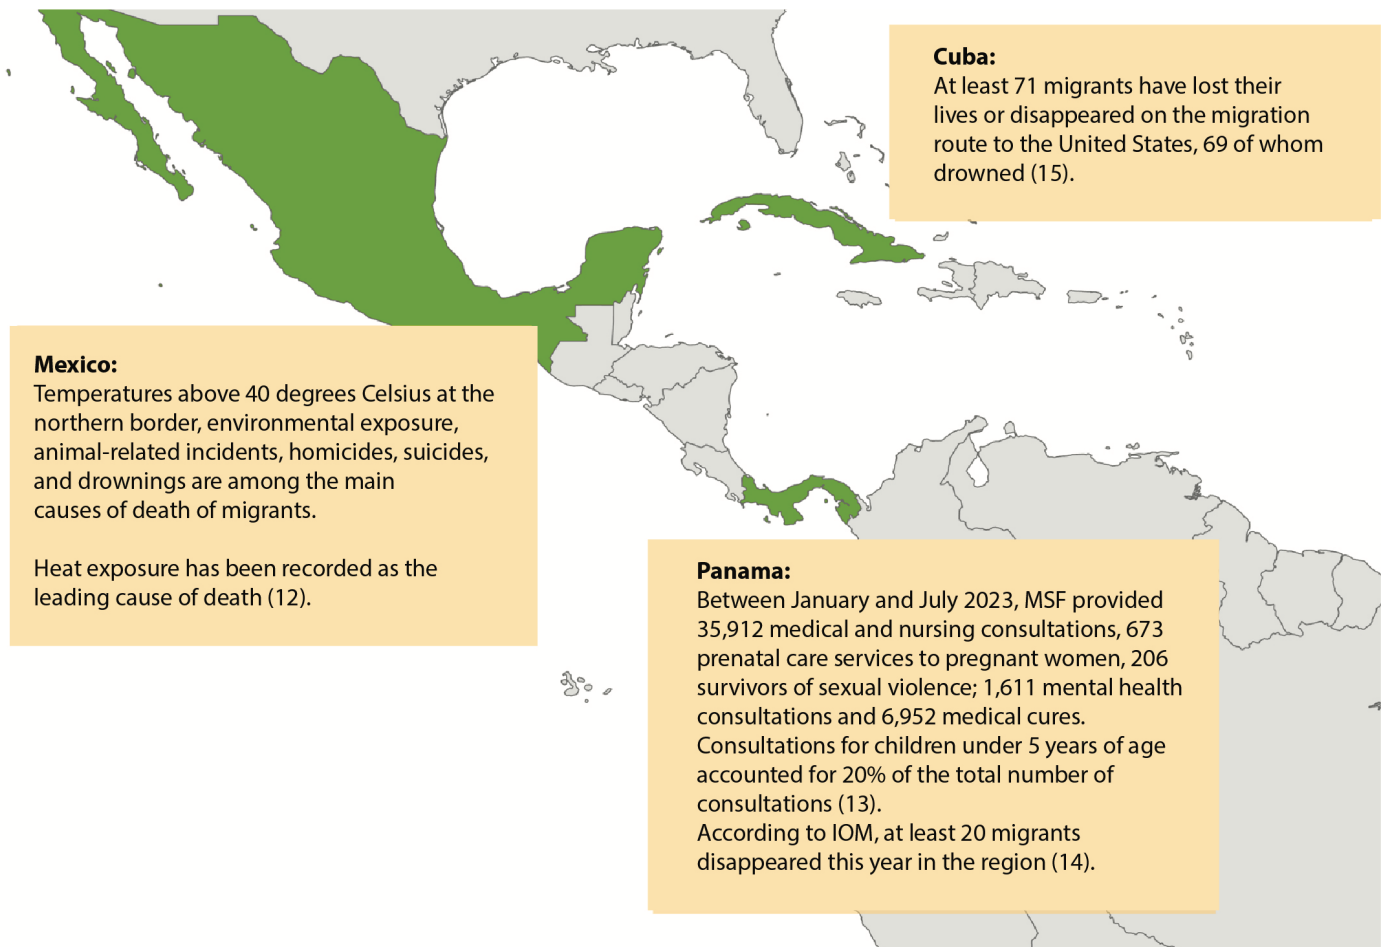 Cuba:
At least 71 migrants have lost their
lives or disappeared on the migration
route to the United States, 69 of whom
drowned (15).
Mexico:
Temperatures above 40 degrees Celsius at the
northern border, environmental exposure,
animal-related incidents, homicides, suicides,
and drownings are among the main
causes of death of migrants.
Heat exposure has been recorded as the
leading cause of death (12).
Panama:
Between January and July 2023, MSF provided
35,912 medical and nursing consultations, 673
prenatal care services to pregnant women, 206
survivors of sexual violence; 1,611 mental health
consultations and 6,952 medical cures.
Consultations for children under 5 years of age
accounted for 20% of the total number of
consultations (13).
According to IOM, at least 20 migrants
disappeared this year in the region (14).